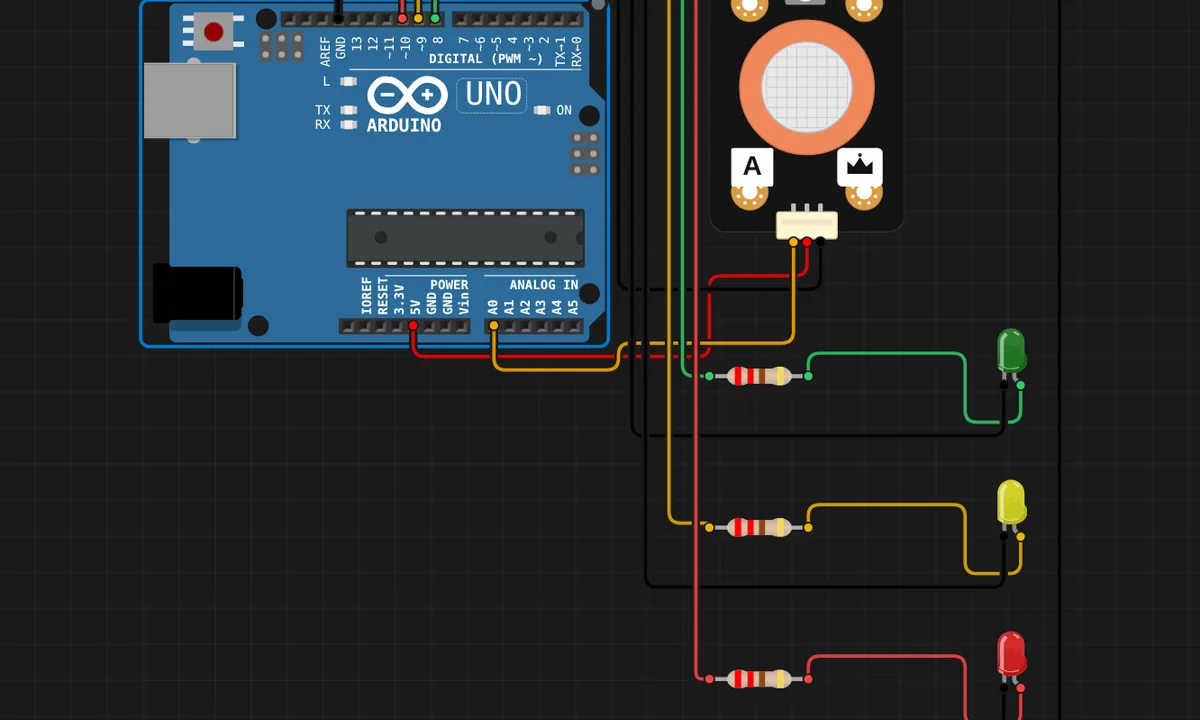 AREF
GND
13
12
~11
~10
~9
8
7
~6
~5
~4
~3
2
TX→1
RX←0
DIGITAL (PWM ~)
L
TX
RX
UNO
ON
ARDUINO
A
IOREF
RESET
3.3V
5V
GND
GND
Vin
POWER
ANALOG IN
A0
A1
A2
A3
A4
A5